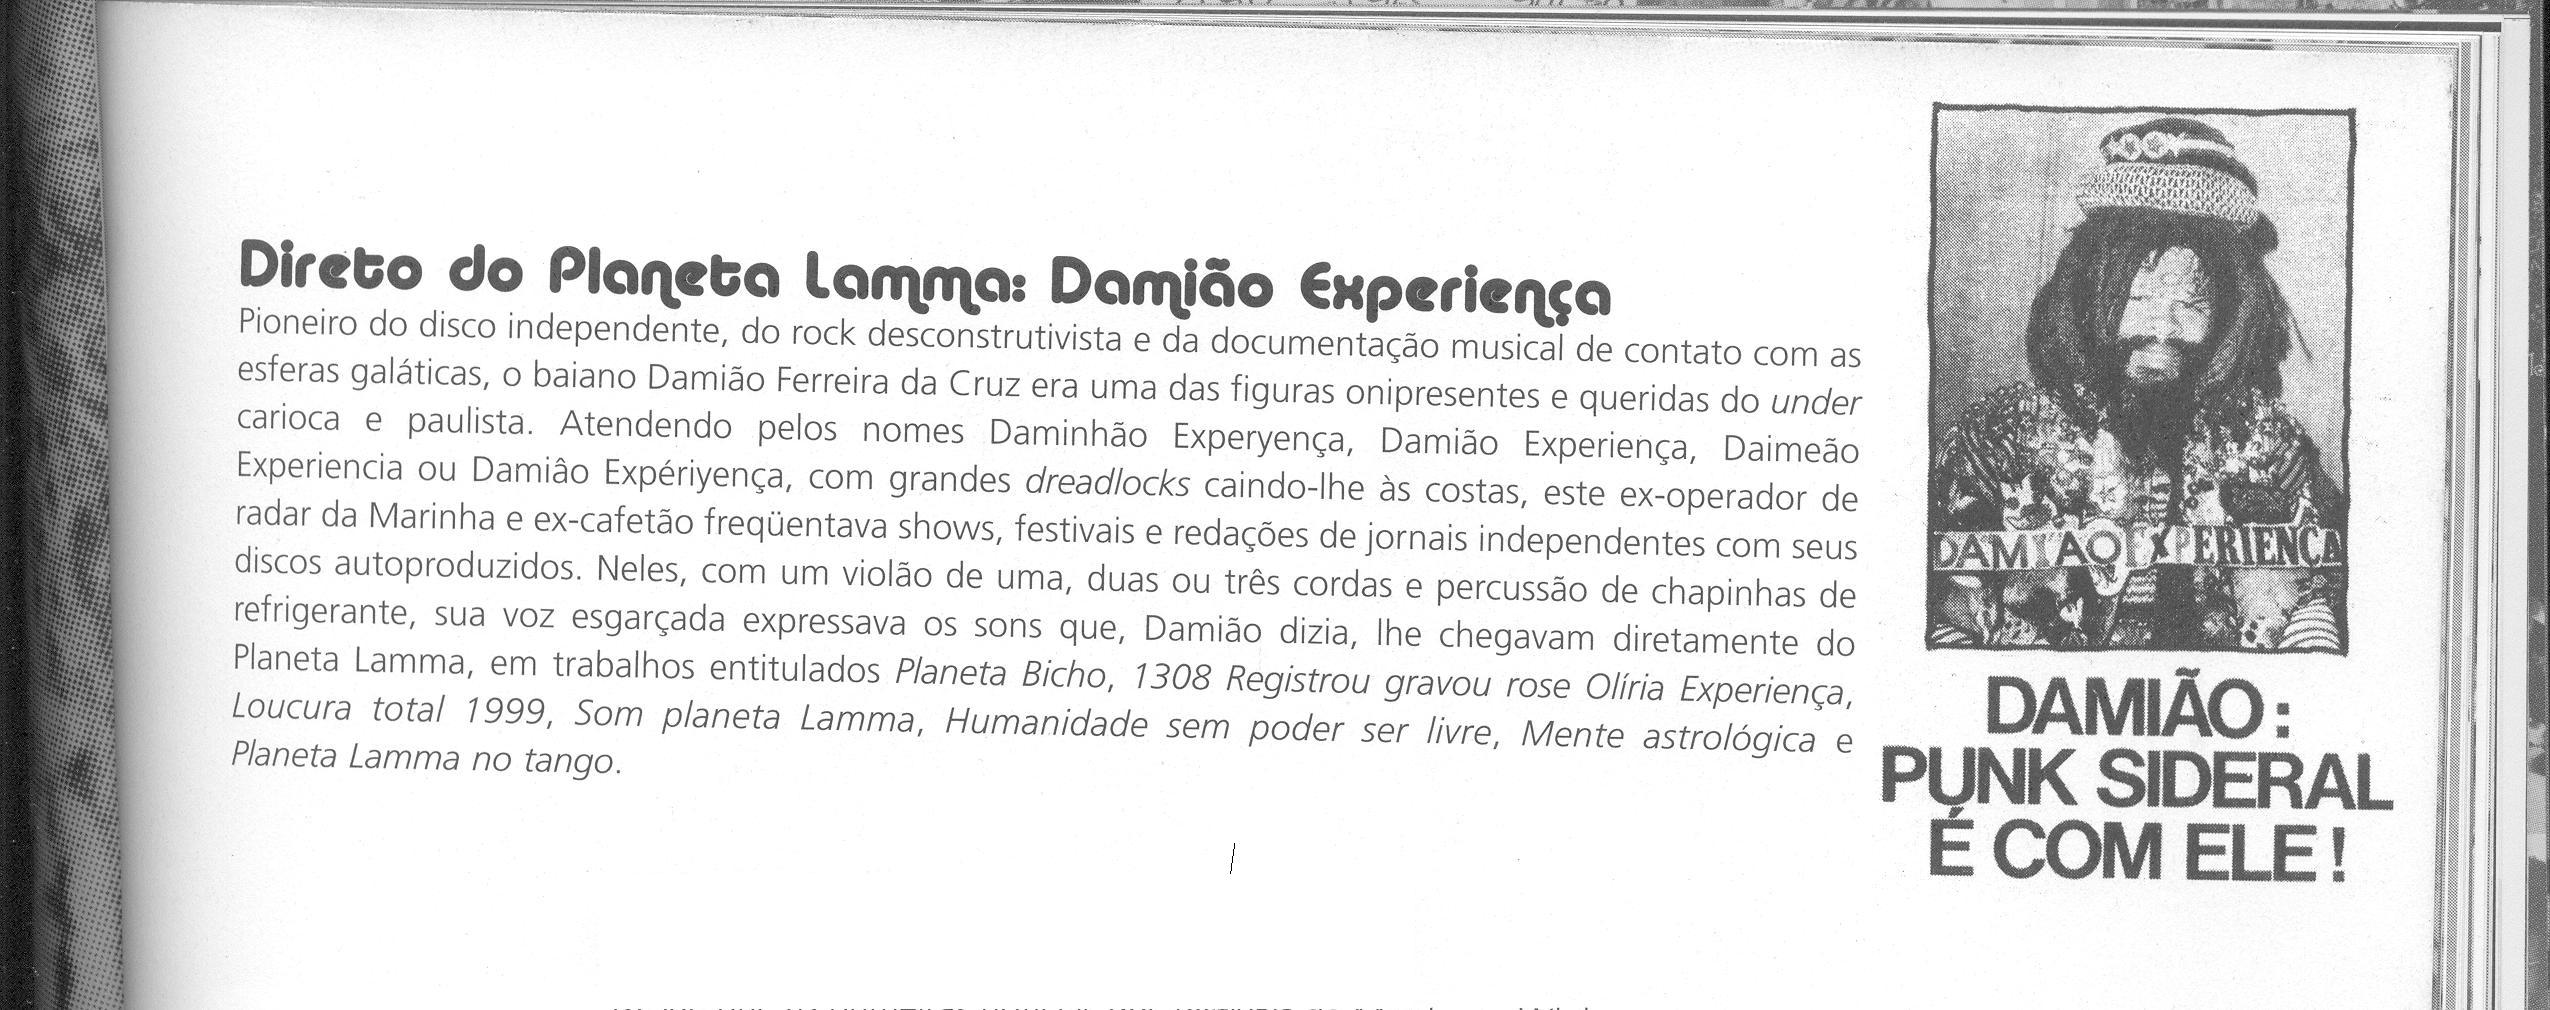 Direto do Planeta Lamma: Damião Experiença
Pioneiro do disco independente, do rock desconstrutivista e da documentação musical de contato com as
esferas galáticas, o baiano Damião Ferreira da Cruz era uma das figuras onipresentes e queridas do under
carioca e paulista. Atendendo pelos nomes Daminhão Experyença, Damião Experiença, Daimeão
Experiencia ou Damiâo Expériyença, com grandes dreadlocks caindo-lhe às costas, este ex-operador de
radar da Marinha e ex-cafetão freqüentava shows, festivais e redações de jornais independentes com seus
discos autoproduzidos. Neles, com um violão de uma, duas ou três cordas e percussão de chapinhas de
refrigerante, sua voz esgarçada expressava os sons que, Damião dizia, lhe chegavam diretamente do
Planeta Lamma, em trabalhos entitulados Planeta Bicho, 1308 Registrou gravou rose Olíria Experiença,
Loucura total 1999, Som planeta Lamma, Humanidade sem poder ser livre, Mente astrológica e
Planeta Lamma no tango.
DAMIÃO EXPERIENÇA
DAMIÃO:
PUNK SIDERAL
É COM ELE!